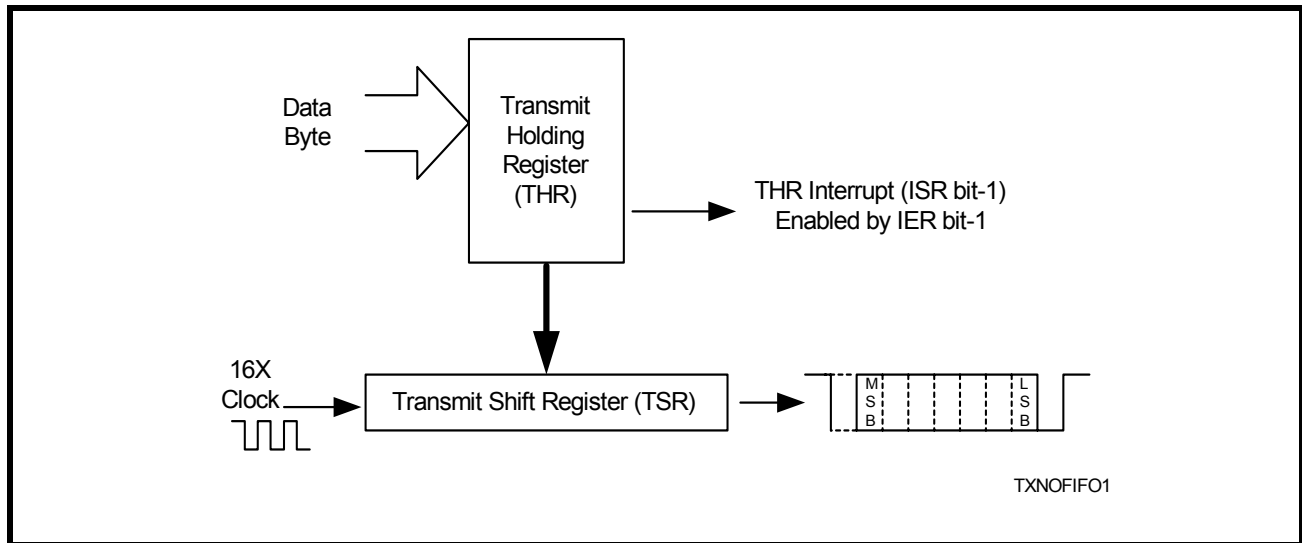 Data
Byte
Transmit
Holding
Register
(THR)
THR Interrupt (ISR bit-1)
Enabled by IER bit-1
16X
Clock
Transmit Shift Register (TSR)
M
S
B
L
S
B
TXNOFIFO1